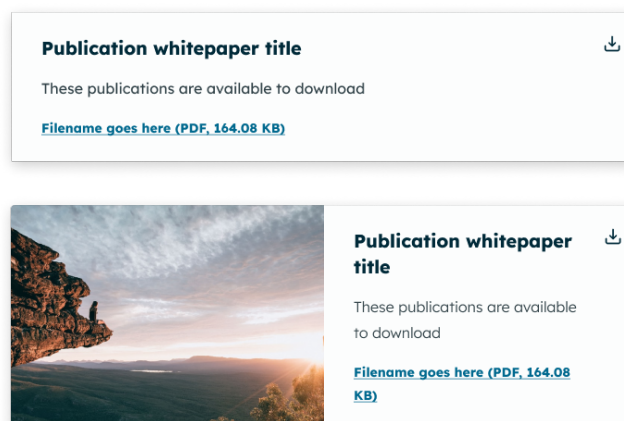 Publication whitepaper title
These publications are available to download
Filename goes here (PDF, 164.08 KB)
Publication whitepaper
title
These publications are available
to download
Filename goes here (PDF, 164.08
KB)